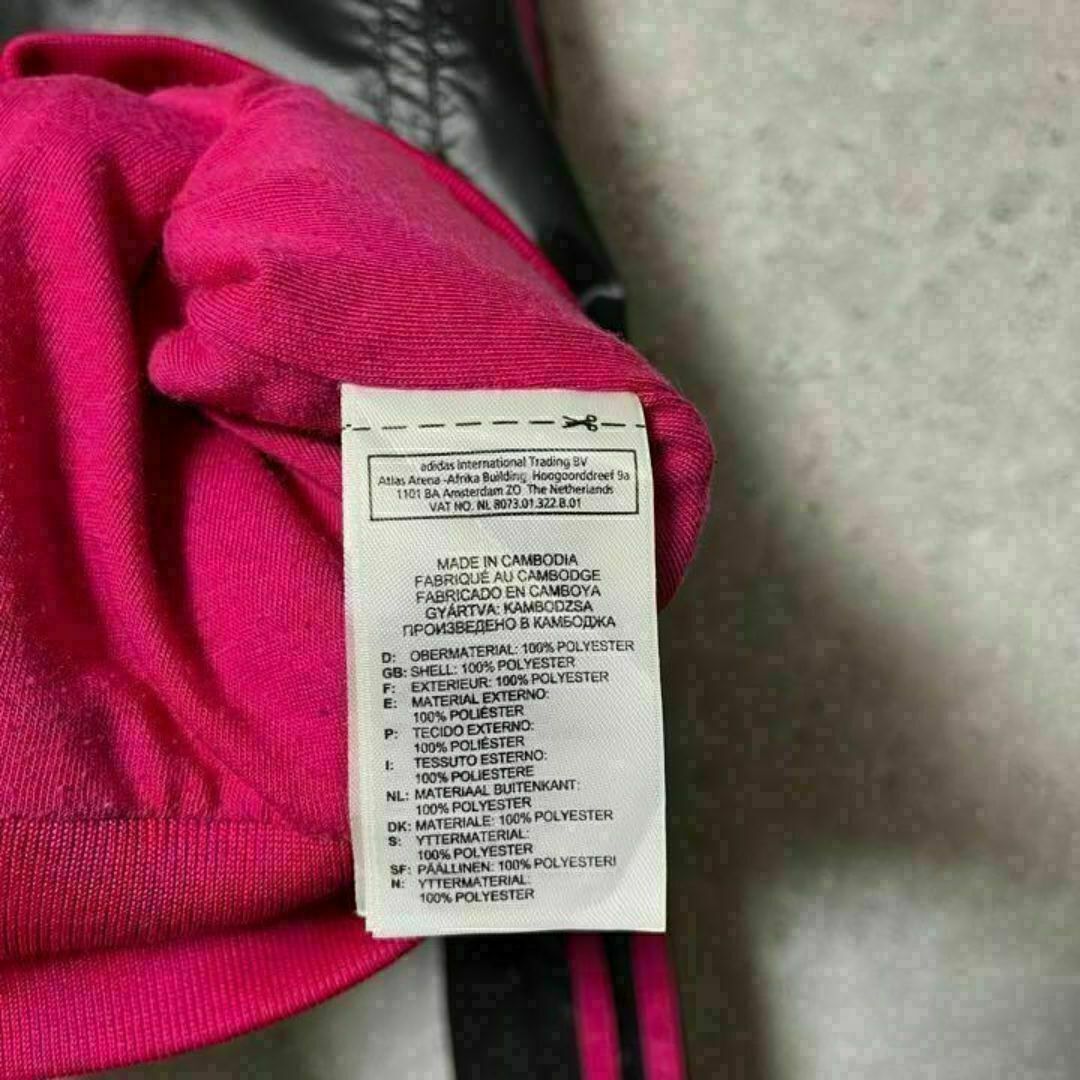 adidas International Trading BV
Atlas Arena -Afrika Building, Hoogoorddreef 9a
1101 BA Amsterdam ZO The Netherlands
VAT NO. NL 8073.01.322.B.01
MADE IN CAMBODIA
FABRIQUÉ AU CAMBODGE
FABRICADO EN CAMBOYA
GYÁRTVA: KAMBODZSA
ПРОИЗВЕДЕНО В КАМБОДЖА
D: OBERMATERIAL: 100% POLYESTER
GB: SHELL: 100% POLYESTER
F: EXTERIEUR: 100% POLYESTER
E: MATERIAL EXTERNO:
100% POLIÉSTER
P: TECIDO EXTERNO:
100% POLIÉSTER
I: TESSUTO ESTERNO:
100% POLIESTERE
NL: MATERIAAL BUITENKANT:
100% POLYESTER
DK: MATERIALE: 100% POLYESTER
S: YTTERMATERIAL:
100% POLYESTER
SF: PÄÄLLINEN: 100% POLYESTERI
N: YTTERMATERIAL:
100% POLYESTER